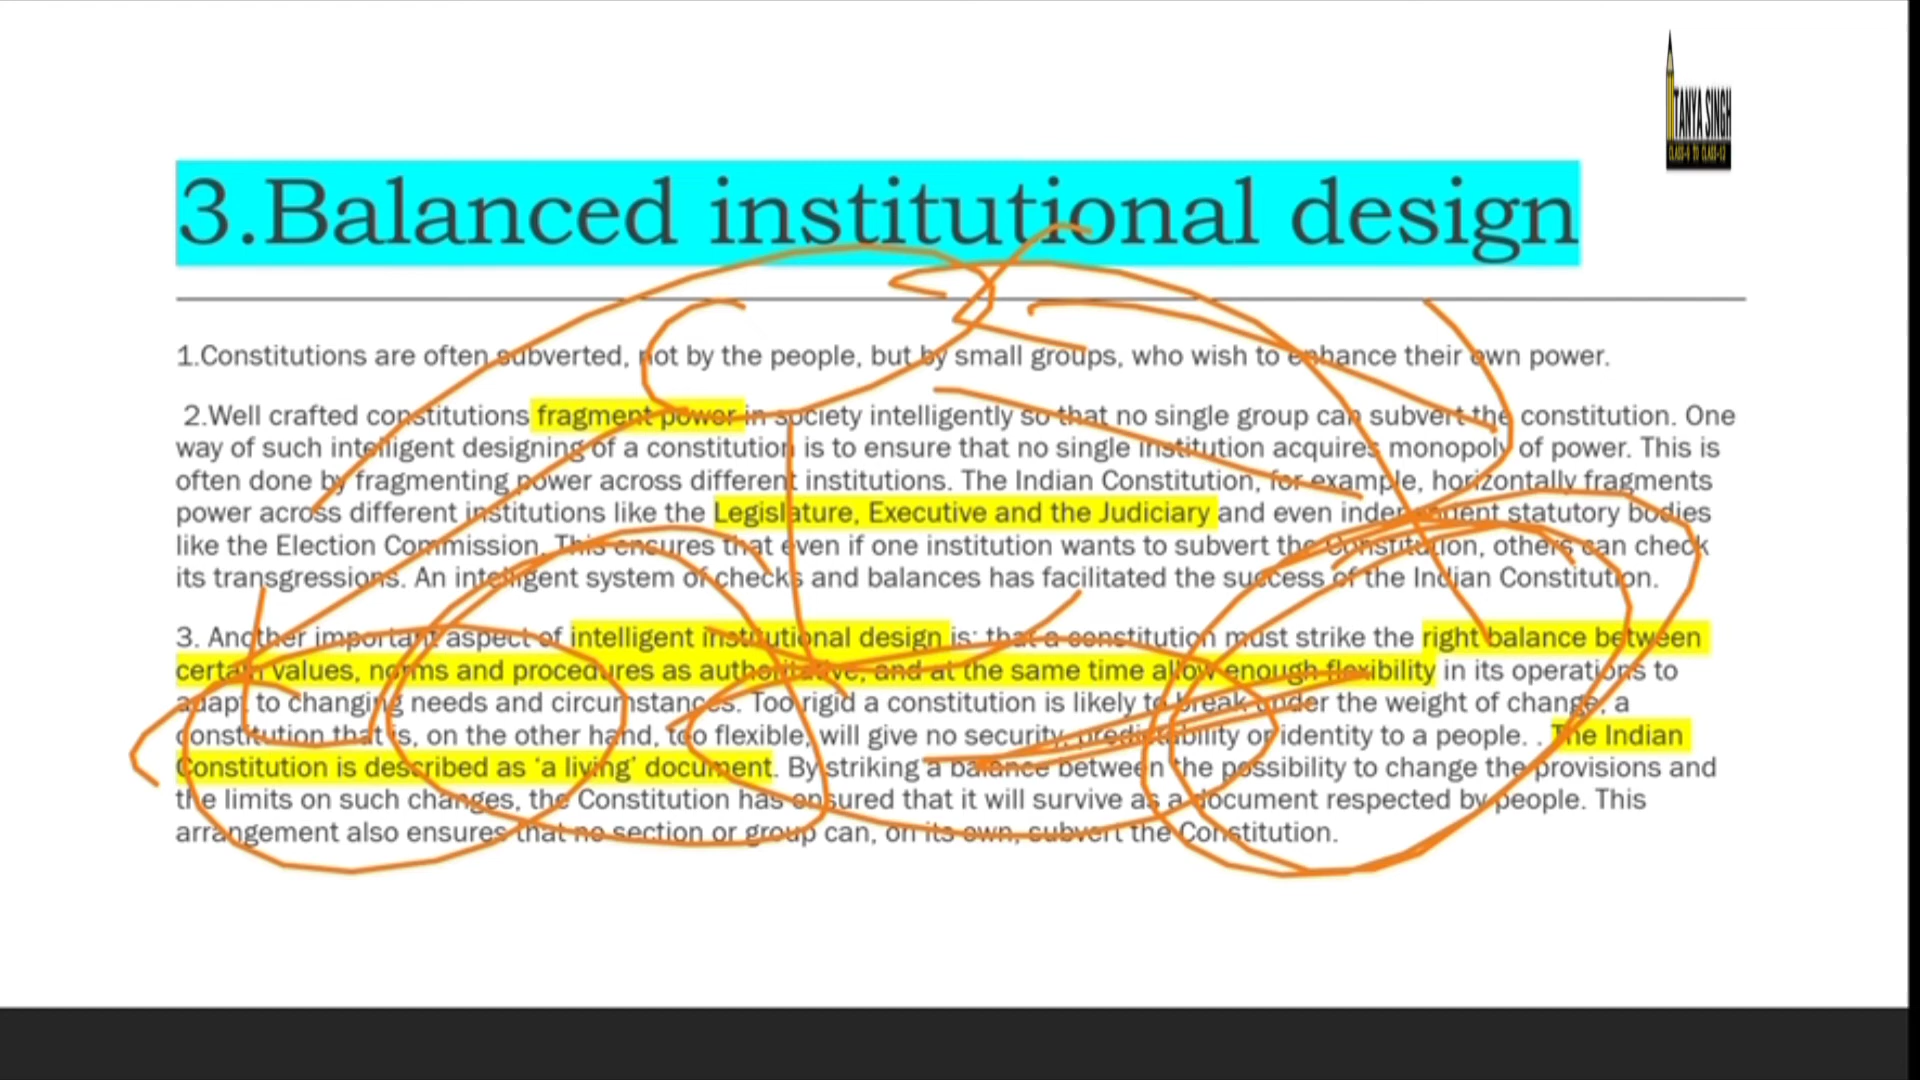 TANYA SINGH
CLASS-6 TO CLASS-12
3.Balanced institutional design
1.Constitutions are often subverted, not by the people, but by small groups, who wish to enhance their own power.
2.Well crafted constitutions fragment power in society intelligently so that no single group can subvert the constitution. One
way of such intelligent designing of a constitution is to ensure that no single institution acquires monopoly of power. This is
often done by fragmenting power across different institutions. The Indian Constitution, for example, horizontally fragments
power across different institutions like the Legislature, Executive and the Judiciary and even independent statutory bodies
like the Election Commission. This ensures that even if one institution wants to subvert the Constitution, others can check
its transgressions. An intelligent system of checks and balances has facilitated the success of the Indian Constitution.
3. Another important aspect of intelligent institutional design is: that a constitution must strike the right balance between
certain values, norms and procedures as authoritative, and at the same time allow enough flexibility in its operations to
adapt to changing needs and circumstances. Too rigid a constitution is likely to break under the weight of change, a
constitution that is, on the other hand, too flexible, will give no security, predictability or identity to a people. . The Indian
Constitution is described as ‘a living’ document. By striking a balance between the possibility to change the provisions and
the limits on such changes, the Constitution has ensured that it will survive as a document respected by people. This
arrangement also ensures that no section or group can, on its own, subvert the Constitution.